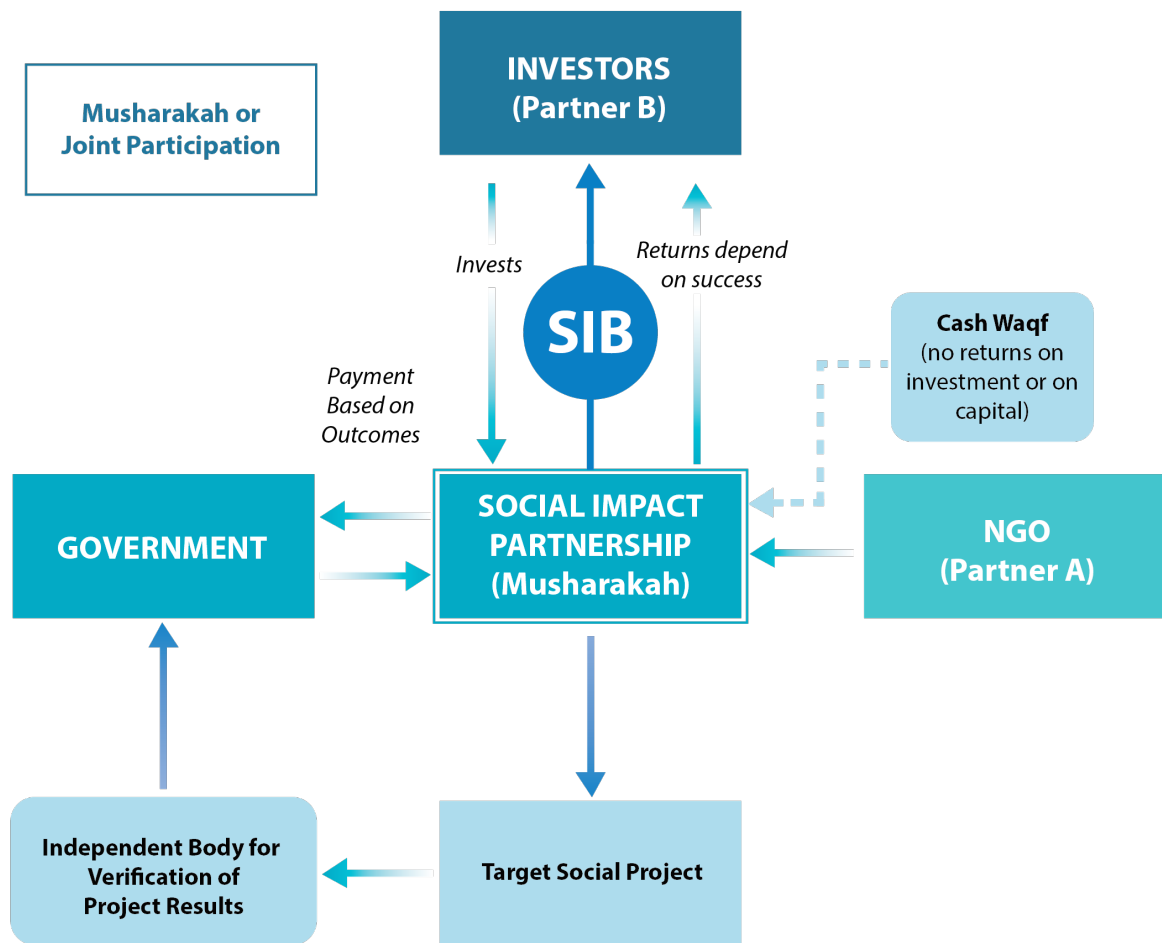 INVESTORS
(Partner B)
Musharakah or
Joint Participation
Invests
Returns depend
on success
SIB
Cash Waqf
(no returns on
investment or on
capital)
Payment
Based on
Outcomes
GOVERNMENT
SOCIAL IMPACT
PARTNERSHIP
(Musharakah)
NGO
(Partner A)
Independent Body for
Verification of
Project Results
Target Social Project